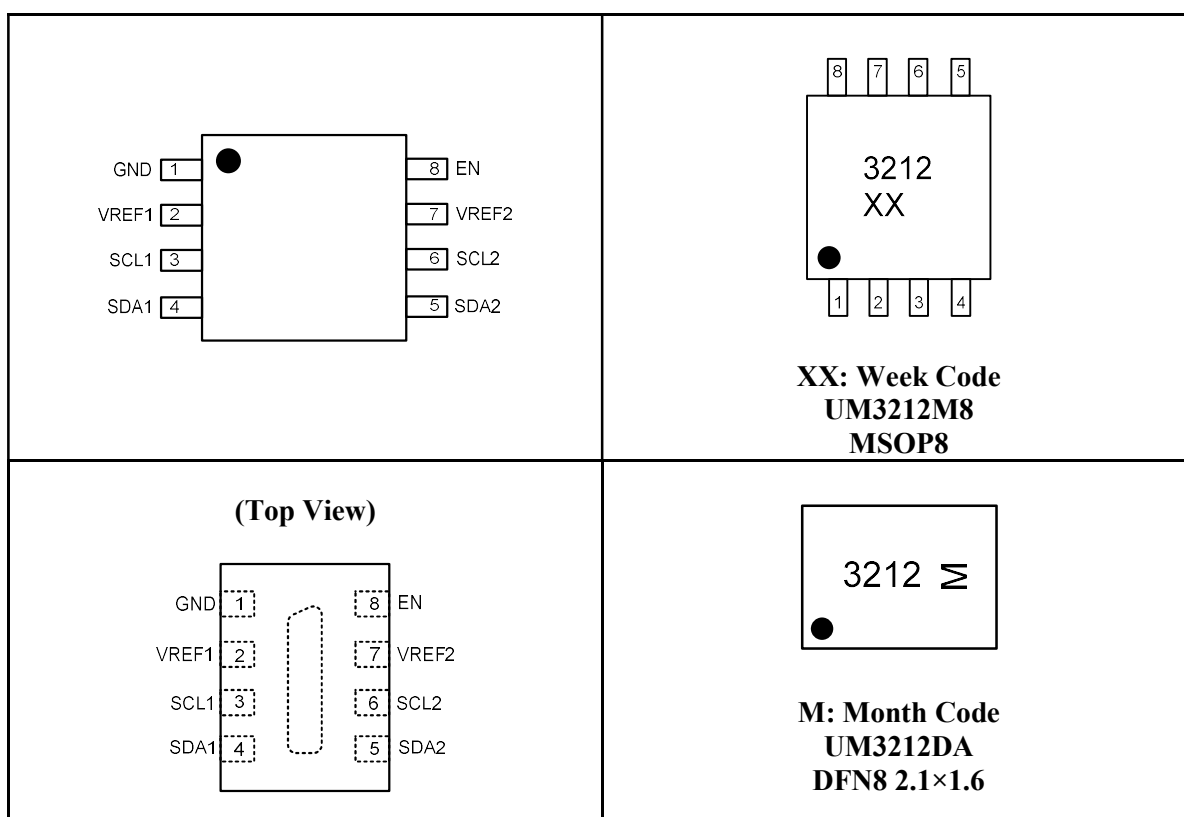 GND 1 8 EN
VREF1 2 7 VREF2
SCL1 3 6 SCL2
SDA1 4 5 SDA2
8 7 6 5
3212
XX
1 2 3 4
XX: Week Code
UM3212M8
MSOP8
(Top View)
GND 1 8 EN
VREF1 2 7 VREF2
SCL1 3 6 SCL2
SDA1 4 5 SDA2
3212 M
M: Month Code
UM3212DA
DFN8 2.1×1.6